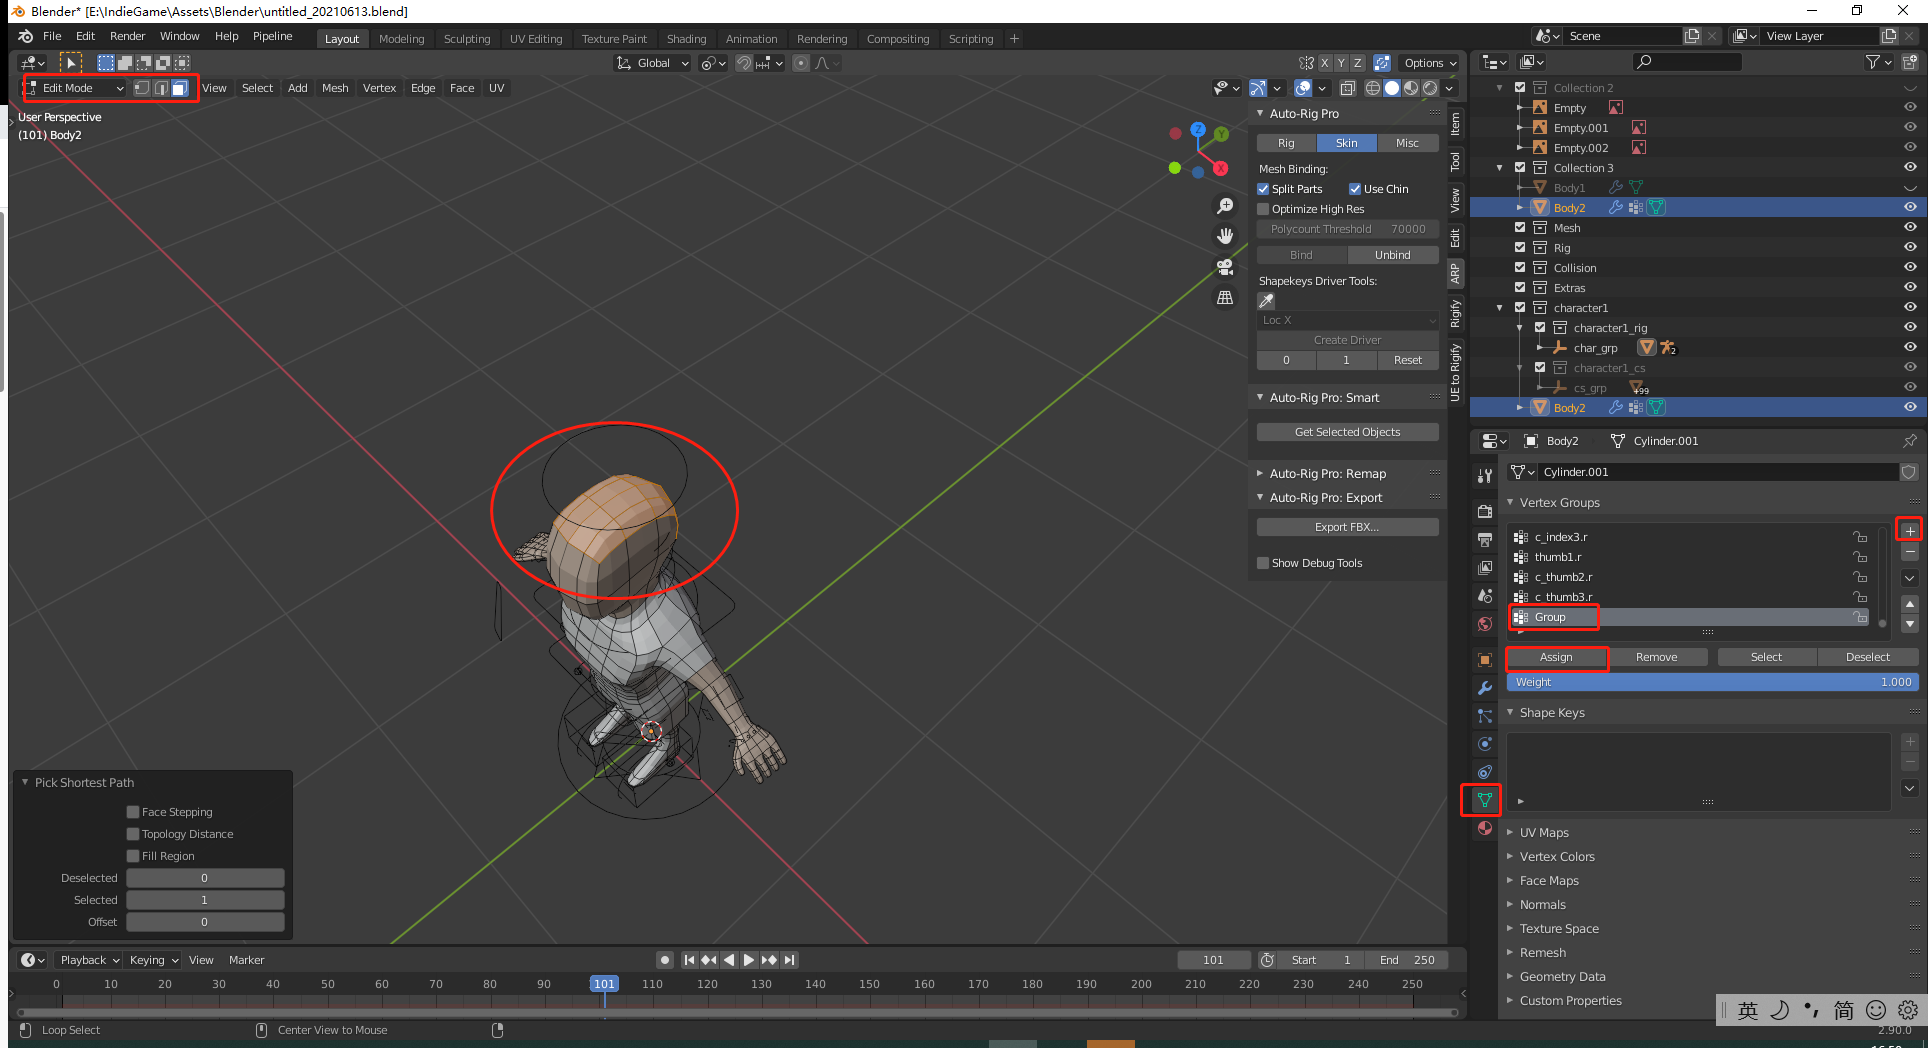 Blender* [E:\IndieGame\Assets\Blender\untitled_20210613.blend]
File Edit Render Window Help Pipeline Layout Modeling Sculpting UV Editing Texture Paint Shading Animation Rendering Compositing Scripting + Scene View Layer
Global X Y Z Options
Edit Mode View Select Add Mesh Vertex Edge Face UV
User Perspective
(101) Body2
Z Y X
Auto-Rig Pro
Rig Skin Misc
Mesh Binding:
Split Parts Use Chin
Optimize High Res
Polycount Threshold 70000
Bind Unbind
Shapekeys Driver Tools:
Loc X
Create Driver
0 1 Reset
Auto-Rig Pro: Smart
Get Selected Objects
Auto-Rig Pro: Remap
Auto-Rig Pro: Export
Export FBX...
Show Debug Tools
Item
Tool
View
Edit
ARP
Rigify
UE to Rigify
Collection 2
Empty
Empty.001
Empty.002
Collection 3
Body1
Body2
Mesh
Rig
Collision
Extras
character1
character1_rig
char_grp 2
character1_cs
cs_grp +99
Body2
Body2 Cylinder.001
Cylinder.001
Vertex Groups
c_index3.r
thumb1.r
c_thumb2.r
c_thumb3.r
Group
Assign Remove Select Deselect
Weight 1.000
Shape Keys
UV Maps
Vertex Colors
Face Maps
Normals
Texture Space
Remesh
Geometry Data
Custom Properties
Pick Shortest Path
Face Stepping
Topology Distance
Fill Region
Deselected 0
Selected 1
Offset 0
Playback Keying View Marker 101 Start 1 End 250
0 10 20 30 40 50 60 70 80 90 101 110 120 130 140 150 160 170 180 190 200 210 220 230 240 250
Loop Select Center View to Mouse
英 简
2.90.0